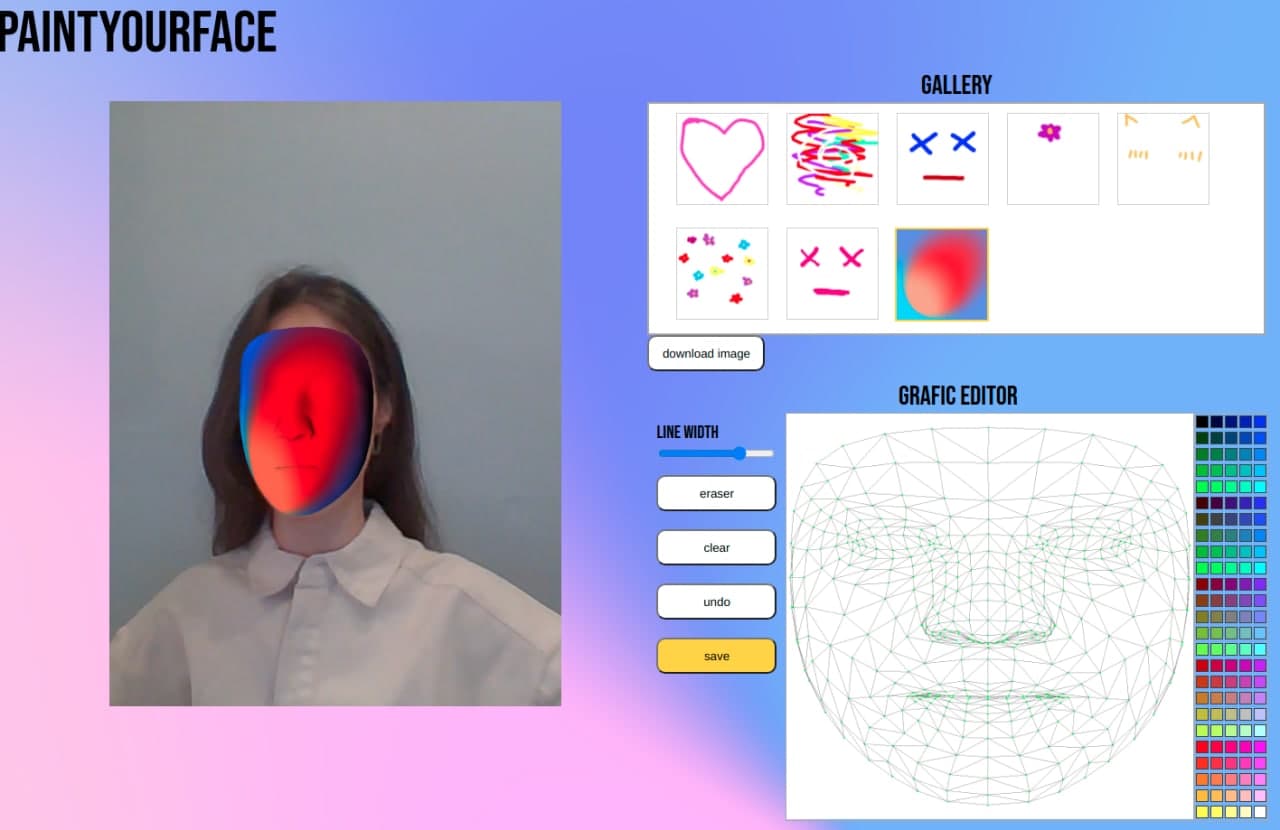 PAINTYOURFACE
GALLERY
download image
GRAFIC EDITOR
LINE WIDTH
eraser
clear
undo
save